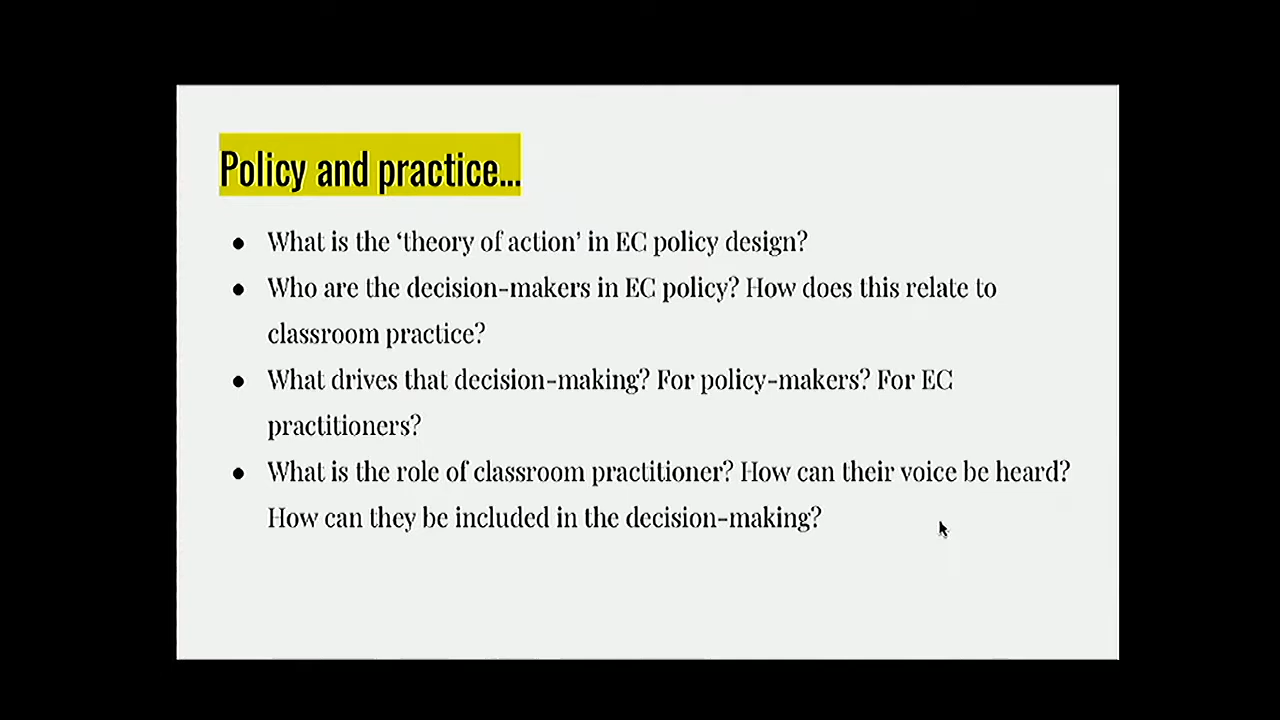 Policy and practice...
● What is the ‘theory of action’ in EC policy design?
● Who are the decision-makers in EC policy? How does this relate to
classroom practice?
● What drives that decision-making? For policy-makers? For EC
practitioners?
● What is the role of classroom practitioner? How can their voice be heard?
How can they be included in the decision-making?